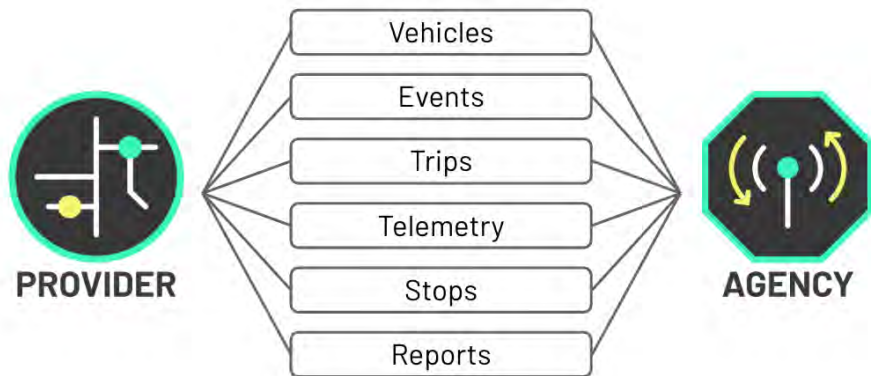 Vehicles
Events
Trips
Telemetry
Stops
Reports
PROVIDER
AGENCY